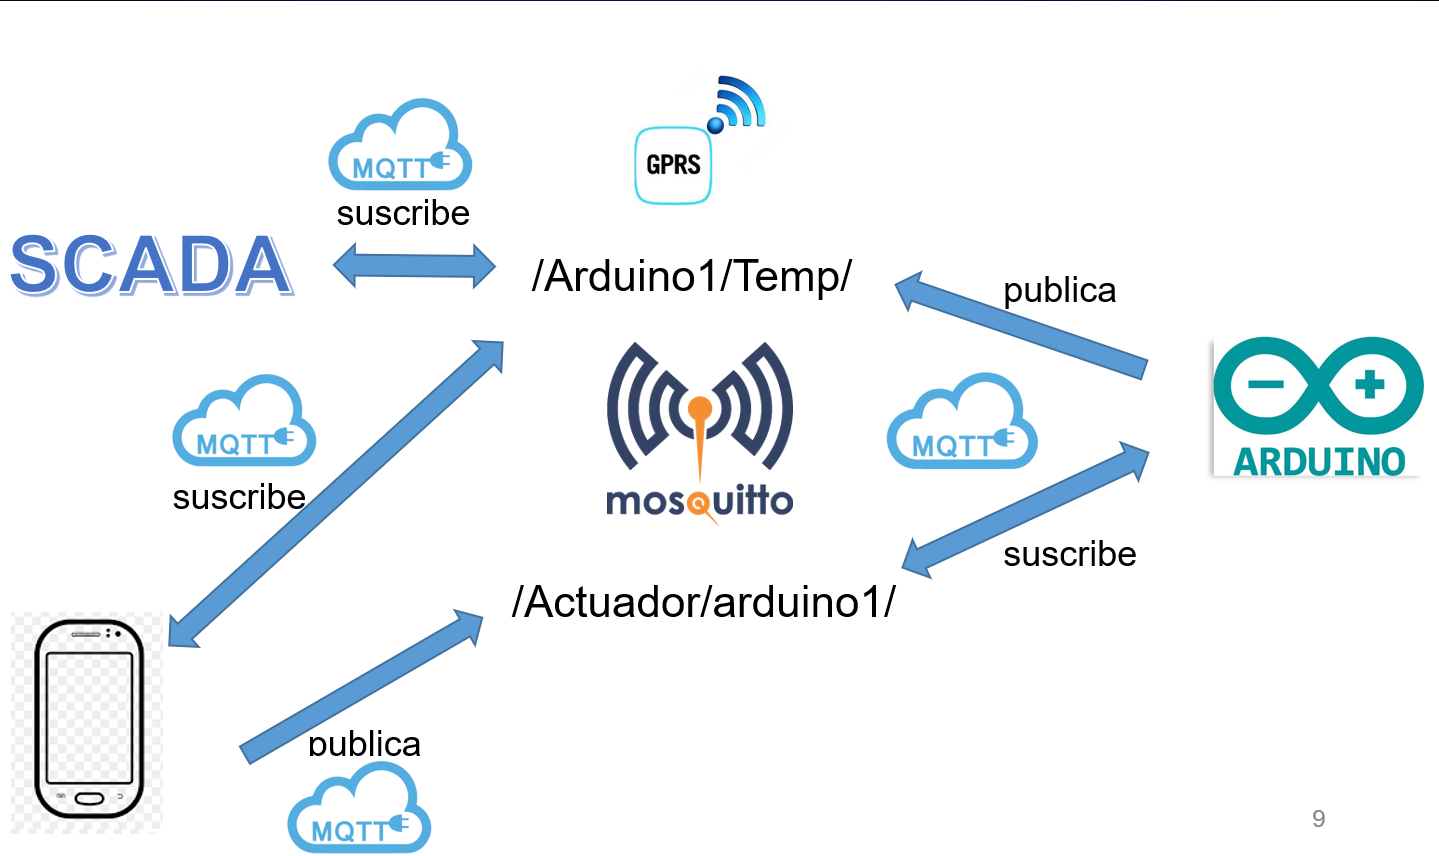 GPRS
MQTT
suscribe
SCADA
/Arduino1/Temp/
publica
MQTT
suscribe
mosquitto
MQTT
ARDUINO
suscribe
/Actuador/arduino1/
publica
MQTT
9